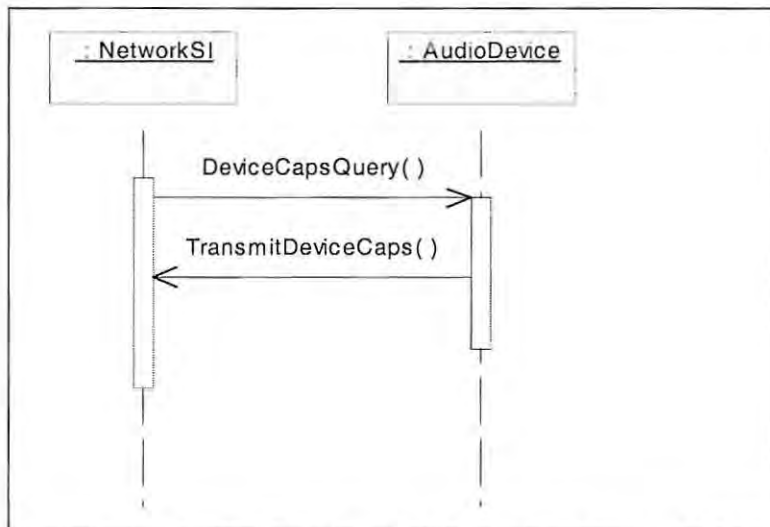 : NetworkSI
: AudioDevice
DeviceCapsQuery( )
TransmitDeviceCaps( )